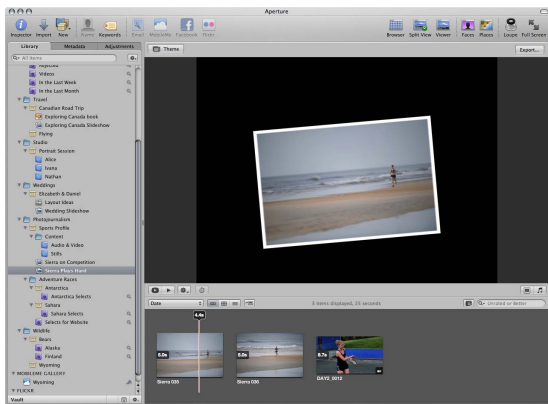 Aperture
Inspector Import New Name Keywords Email MobileMe Facebook Flickr Browser Split View Viewer Faces Places Loupe Full Screen
Library Metadata Adjustments
Theme
Export...
All Items
Rejected
Videos
In the Last Week
In the Last Month
Travel
Canadian Road Trip
Exploring Canada book
Exploring Canada Slideshow
Flying
Studio
Portrait Session
Alice
Ivana
Nathan
Weddings
Elizabeth & Daniel
Layout Ideas
Wedding Slideshow
Photojournalism
Sports Profile
Content
Audio & Video
Stills
Sierra on Competition
Sierra Plays Hard
Adventure Races
Antarctica
Antarctica Selects
Sahara
Sahara Selects
Selects for Website
Wildlife
Bears
Alaska
Finland
Wyoming
MOBILEME GALLERY
Wyoming
FLICKR
Vault
Date
3 items displayed, 25 seconds
Unrated or Better
4.4s
5.0s
5.0s
6.7s
Sierra 035
Sierra 036
DAY2_0012